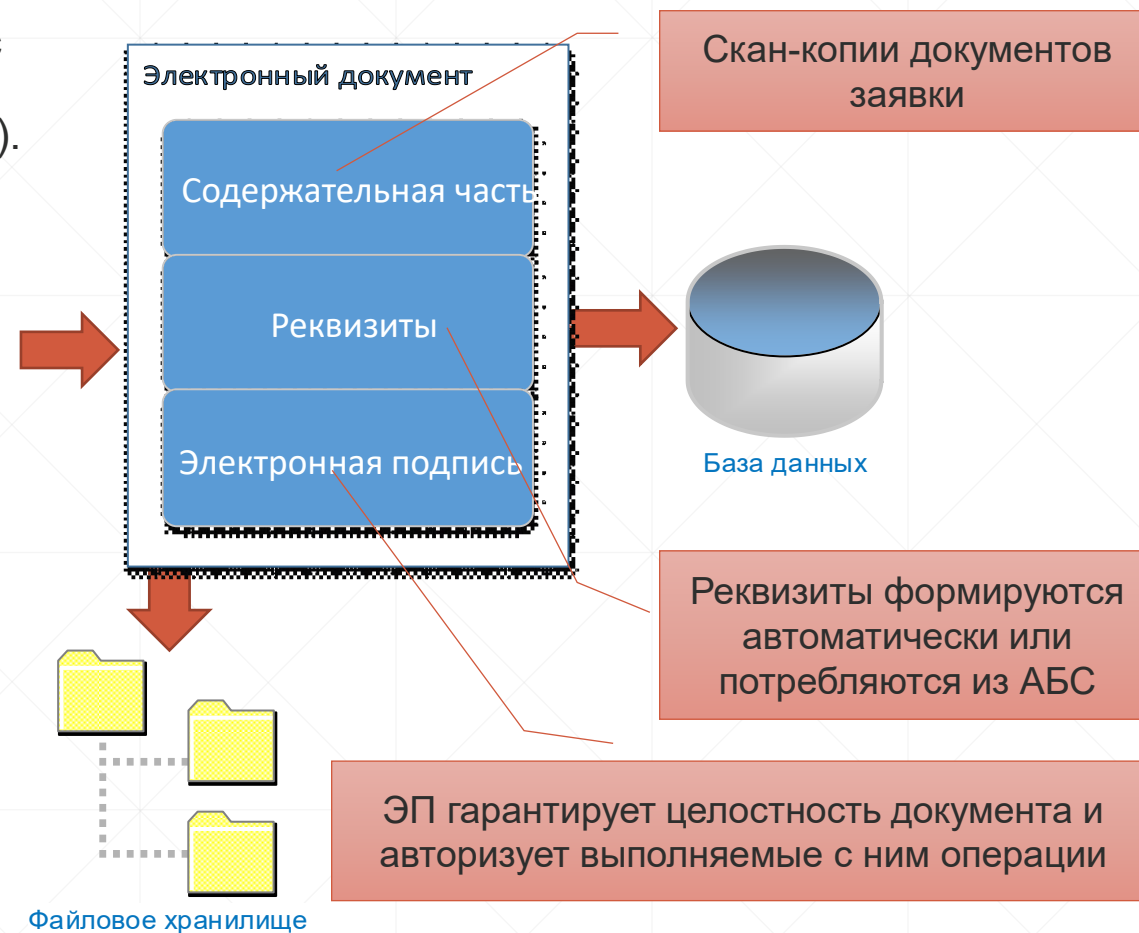 ).
Электронный документ
Содержательная часть
Реквизиты
Электронная подпись
Скан-копии документов
заявки
База данных
Реквизиты формируются
автоматически или
потребляются из АБС
ЭП гарантирует целостность документа и
авторизует выполняемые с ним операции
Файловое хранилище